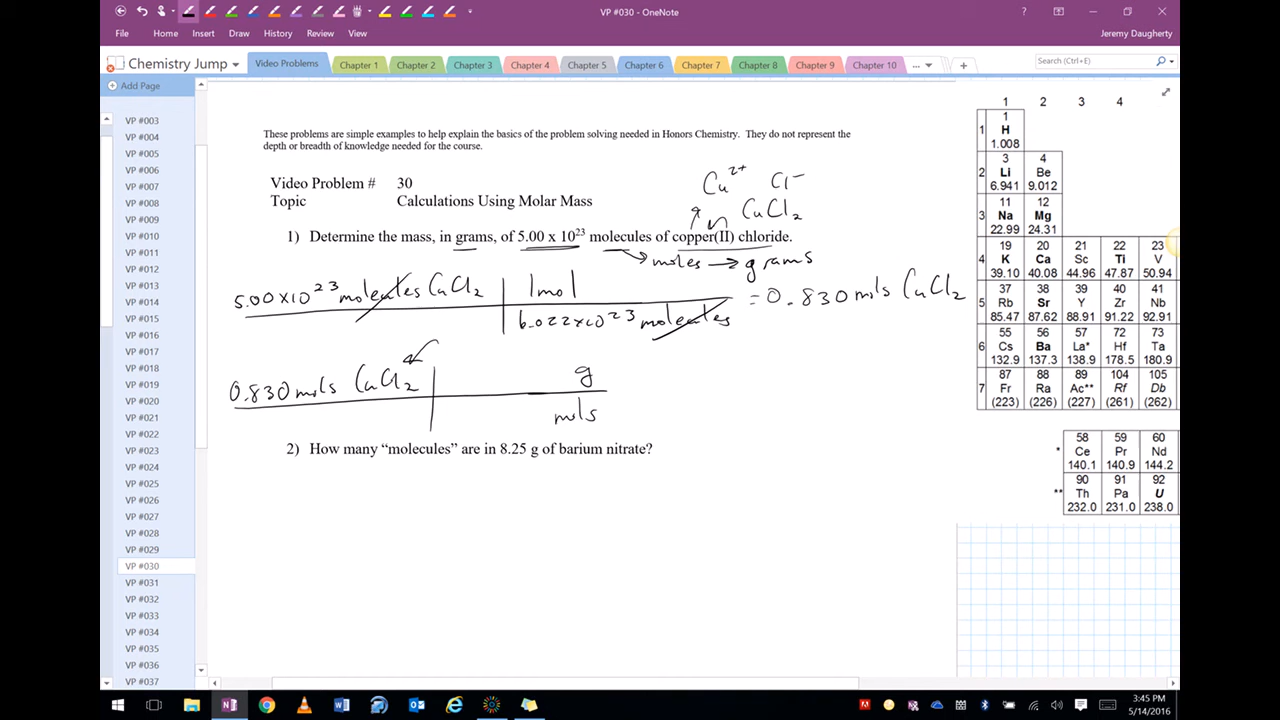 VP #030 - OneNote
?
Jeremy Daugherty
File Home Insert Draw History Review View
Chemistry Jump Video Problems Chapter 1 Chapter 2 Chapter 3 Chapter 4 Chapter 5 Chapter 6 Chapter 7 Chapter 8 Chapter 9 Chapter 10 ... +
Search (Ctrl+E)
Add Page
VP #003
VP #004
VP #005
VP #006
VP #007
VP #008
VP #009
VP #010
VP #011
VP #012
VP #013
VP #014
VP #015
VP #016
VP #017
VP #018
VP #019
VP #020
VP #021
VP #022
VP #023
VP #024
VP #025
VP #026
VP #027
VP #028
VP #029
VP #030
VP #031
VP #032
VP #033
VP #034
VP #035
VP #036
VP #037
These problems are simple examples to help explain the basics of the problem solving needed in Honors Chemistry. They do not represent the
depth or breadth of knowledge needed for the course.
Video Problem # 30
Topic Calculations Using Molar Mass
Cu²⁺ Cl⁻
CuCl₂
1) Determine the mass, in grams, of 5.00 x 10²³ molecules of copper(II) chloride.
moles → grams
5.00×10²³ molecules CuCl₂ 1mol
6.022×10²³ molecules
= 0.830 mols CuCl₂
0.830 mols CuCl₂ g
mols
2) How many “molecules” are in 8.25 g of barium nitrate?
1 2 3 4
1
1
H
1.008
2
3 4
Li Be
6.941 9.012
3
11 12
Na Mg
22.99 24.31
4
19 20 21 22 23
K Ca Sc Ti V
39.10 40.08 44.96 47.87 50.94
5
37 38 39 40 41
Rb Sr Y Zr Nb
85.47 87.62 88.91 91.22 92.91
6
55 56 57 72 73
Cs Ba La* Hf Ta
132.9 137.3 138.9 178.5 180.9
7
87 88 89 104 105
Fr Ra Ac** Rf Db
(223) (226) (227) (261) (262)
*
58 59 60
Ce Pr Nd
140.1 140.9 144.2
**
90 91 92
Th Pa U
232.0 231.0 238.0
3:45 PM
5/14/2016